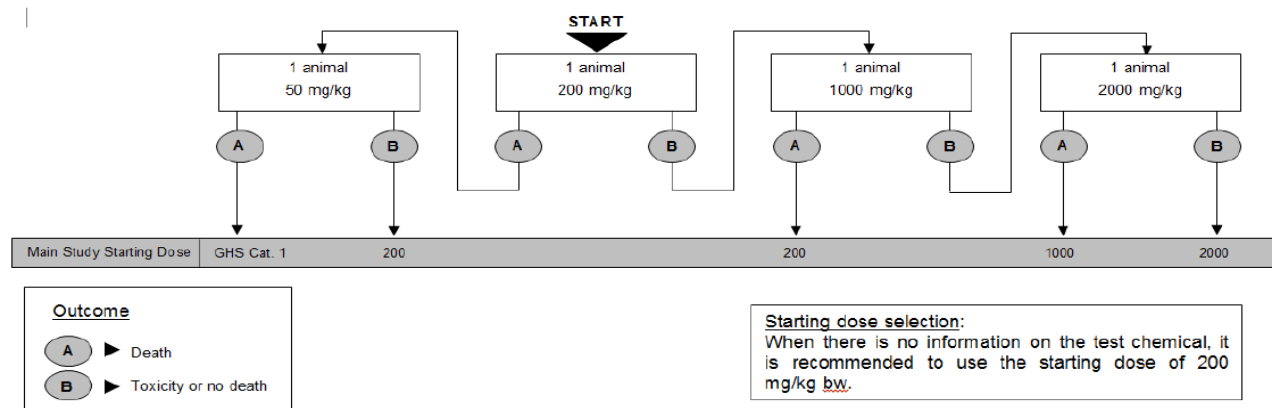 START
1 animal
50 mg/kg
1 animal
200 mg/kg
1 animal
1000 mg/kg
1 animal
2000 mg/kg
A
B
A
B
A
B
A
B
Main Study Starting Dose
GHS Cat. 1
200
200
1000
2000
Outcome
A Death
B Toxicity or no death
Starting dose selection:
When there is no information on the test chemical, it
is recommended to use the starting dose of 200
mg/kg bw.